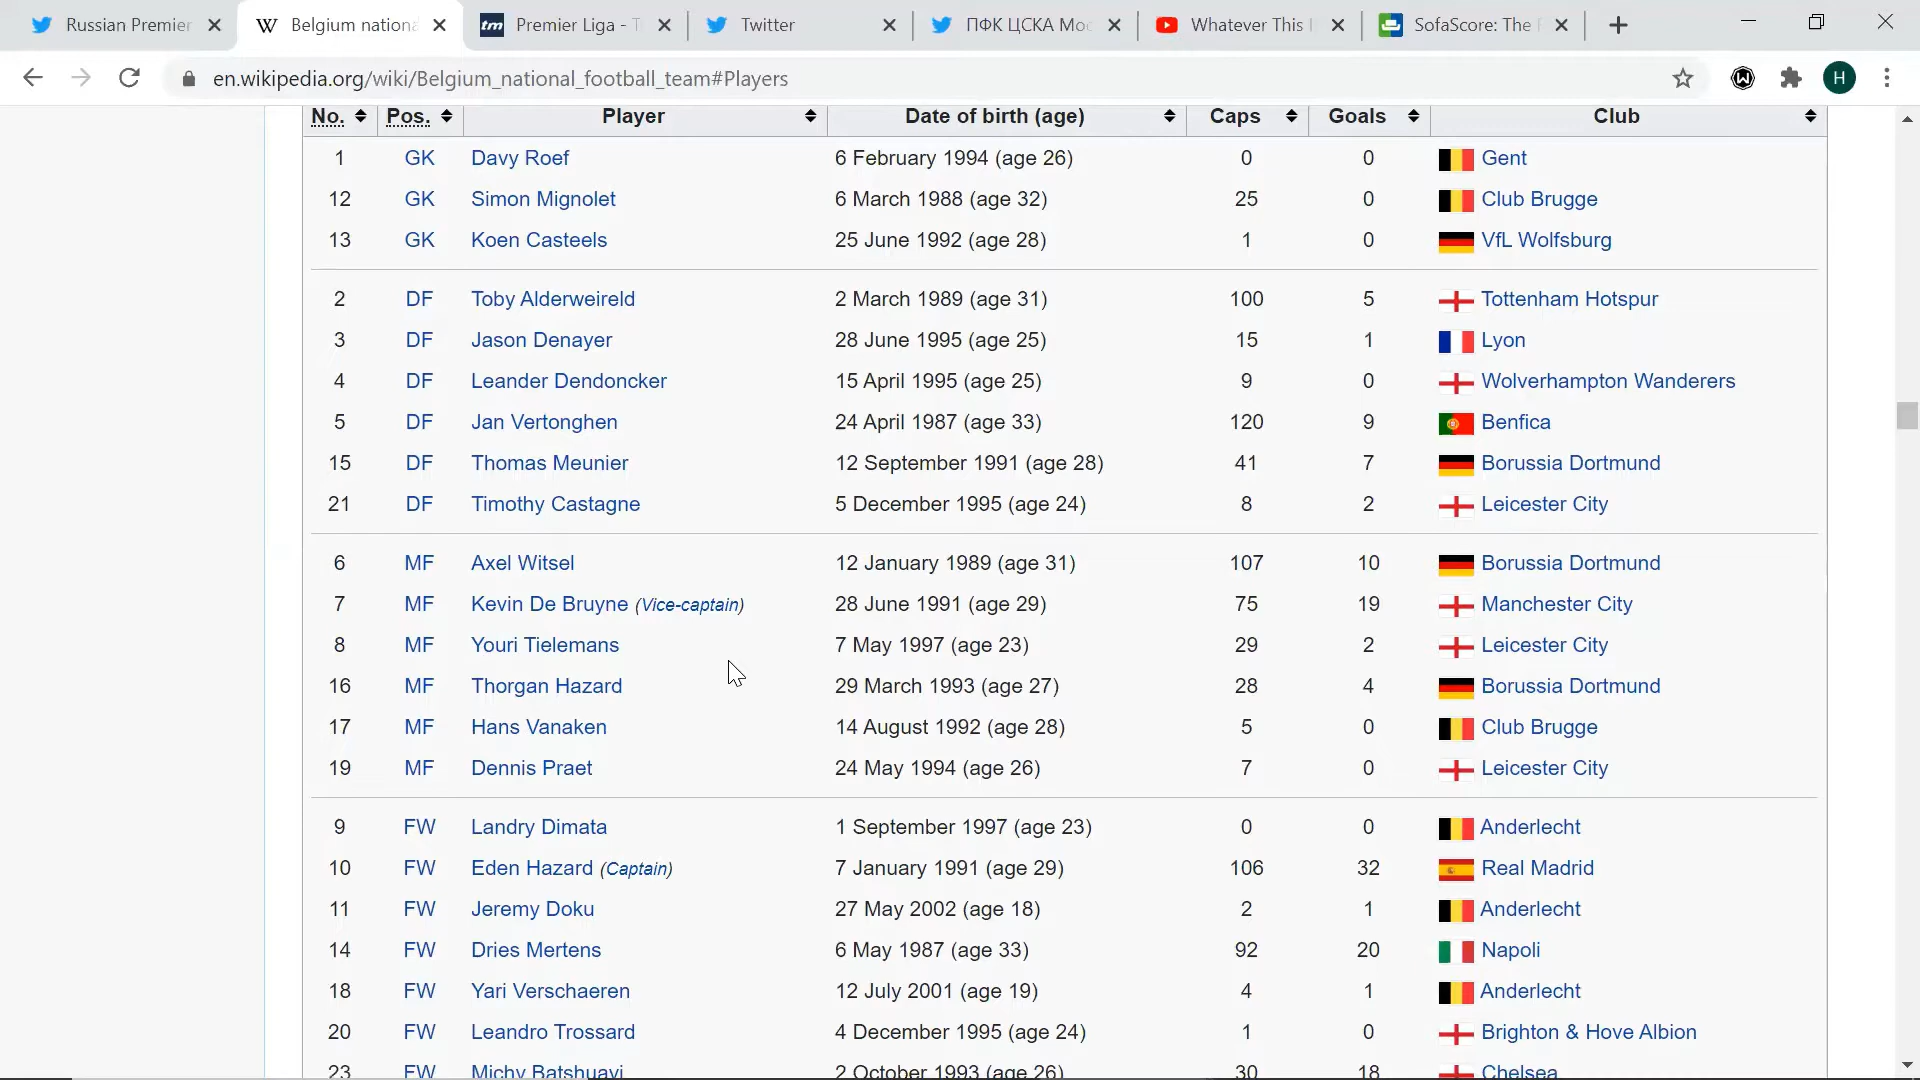 Russian Premier
Belgium nationa
Premier Liga - T
Twitter
ПФК ЦСКА Мос
Whatever This I
SofaScore: The F
en.wikipedia.org/wiki/Belgium_national_football_team#Players
H
No. Pos. Player Date of birth (age) Caps Goals Club
1 GK Davy Roef 6 February 1994 (age 26) 0 0 Gent
12 GK Simon Mignolet 6 March 1988 (age 32) 25 0 Club Brugge
13 GK Koen Casteels 25 June 1992 (age 28) 1 0 VfL Wolfsburg
2 DF Toby Alderweireld 2 March 1989 (age 31) 100 5 Tottenham Hotspur
3 DF Jason Denayer 28 June 1995 (age 25) 15 1 Lyon
4 DF Leander Dendoncker 15 April 1995 (age 25) 9 0 Wolverhampton Wanderers
5 DF Jan Vertonghen 24 April 1987 (age 33) 120 9 Benfica
15 DF Thomas Meunier 12 September 1991 (age 28) 41 7 Borussia Dortmund
21 DF Timothy Castagne 5 December 1995 (age 24) 8 2 Leicester City
6 MF Axel Witsel 12 January 1989 (age 31) 107 10 Borussia Dortmund
7 MF Kevin De Bruyne (Vice-captain) 28 June 1991 (age 29) 75 19 Manchester City
8 MF Youri Tielemans 7 May 1997 (age 23) 29 2 Leicester City
16 MF Thorgan Hazard 29 March 1993 (age 27) 28 4 Borussia Dortmund
17 MF Hans Vanaken 14 August 1992 (age 28) 5 0 Club Brugge
19 MF Dennis Praet 24 May 1994 (age 26) 7 0 Leicester City
9 FW Landry Dimata 1 September 1997 (age 23) 0 0 Anderlecht
10 FW Eden Hazard (Captain) 7 January 1991 (age 29) 106 32 Real Madrid
11 FW Jeremy Doku 27 May 2002 (age 18) 2 1 Anderlecht
14 FW Dries Mertens 6 May 1987 (age 33) 92 20 Napoli
18 FW Yari Verschaeren 12 July 2001 (age 19) 4 1 Anderlecht
20 FW Leandro Trossard 4 December 1995 (age 24) 1 0 Brighton & Hove Albion
23 FW Michy Batshuayi 2 October 1993 (age 26) 30 18 Chelsea